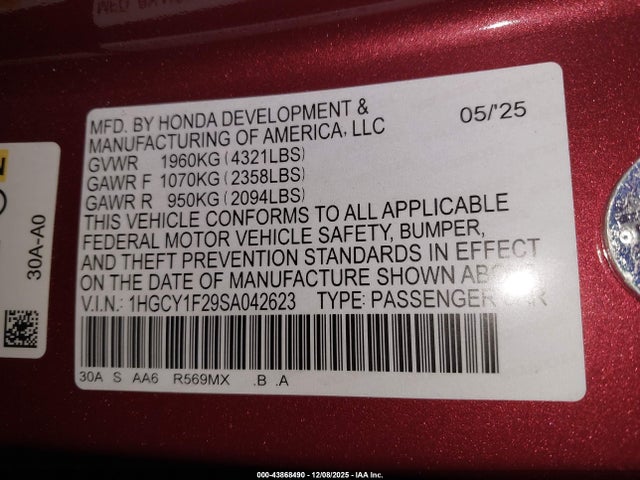 MFD. BY HONDA DEVELOPMENT & 05/'25
MANUFACTURING OF AMERICA, LLC
GVWR 1960KG (4321LBS)
GAWR F 1070KG (2358LBS)
GAWR R 950KG (2094LBS)
THIS VEHICLE CONFORMS TO ALL APPLICABLE
FEDERAL MOTOR VEHICLE SAFETY, BUMPER,
AND THEFT PREVENTION STANDARDS IN EFFECT
ON THE DATE OF MANUFACTURE SHOWN
V.I.N.: 1HGCY1F29SA042623 TYPE: PASSENGER
30A S AA6 R569MX .B .A
30A-A0
000-43868490 - 12/08/2025 - IAA Inc.